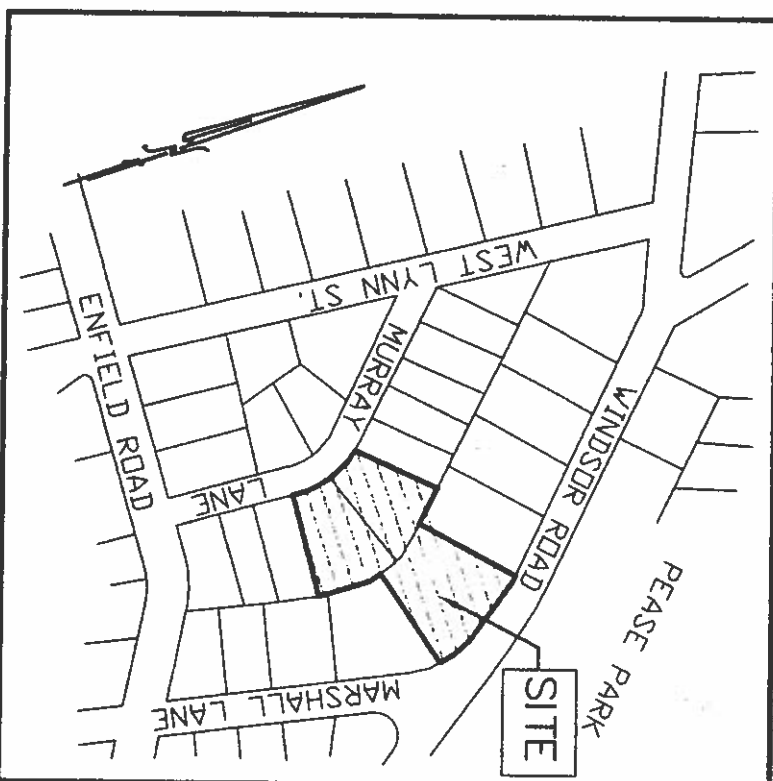 WEST LYNN ST.
MURRAY
LANE
WINDSOR ROAD
ENFIELD ROAD
PEASE PARK
SITE
MARSHALL LANE